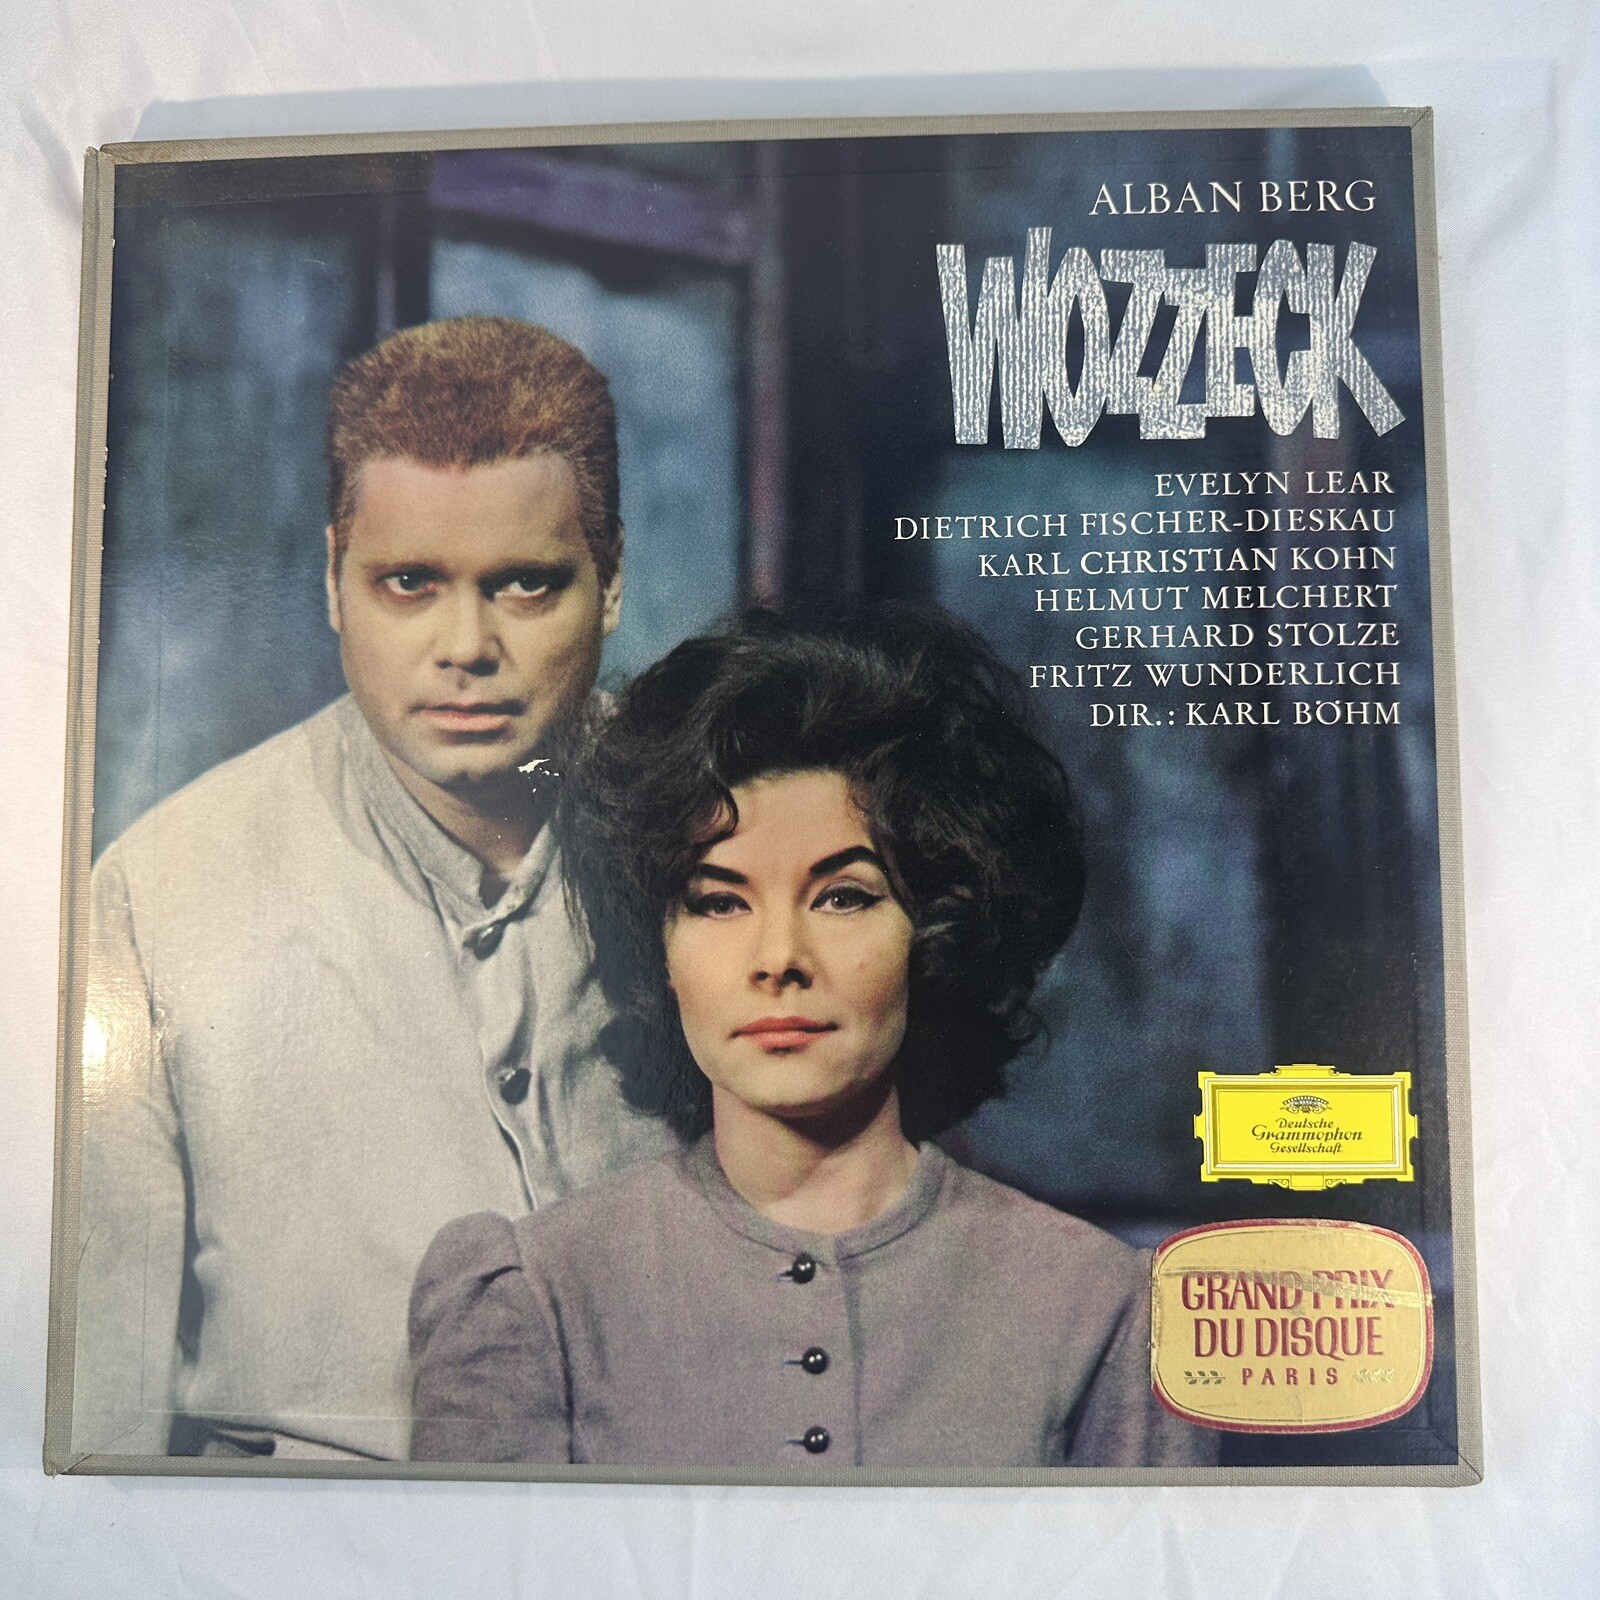 ALBAN BERG
WOZZECK
EVELYN LEAR
DIETRICH FISCHER-DIESKAU
KARL CHRISTIAN KOHN
HELMUT MELCHERT
GERHARD STOLZE
FRITZ WUNDERLICH
DIR.: KARL BÖHM
Deutsche
Grammophon
Gesellschaft
GRAND PRIX
DU DISQUE
PARIS